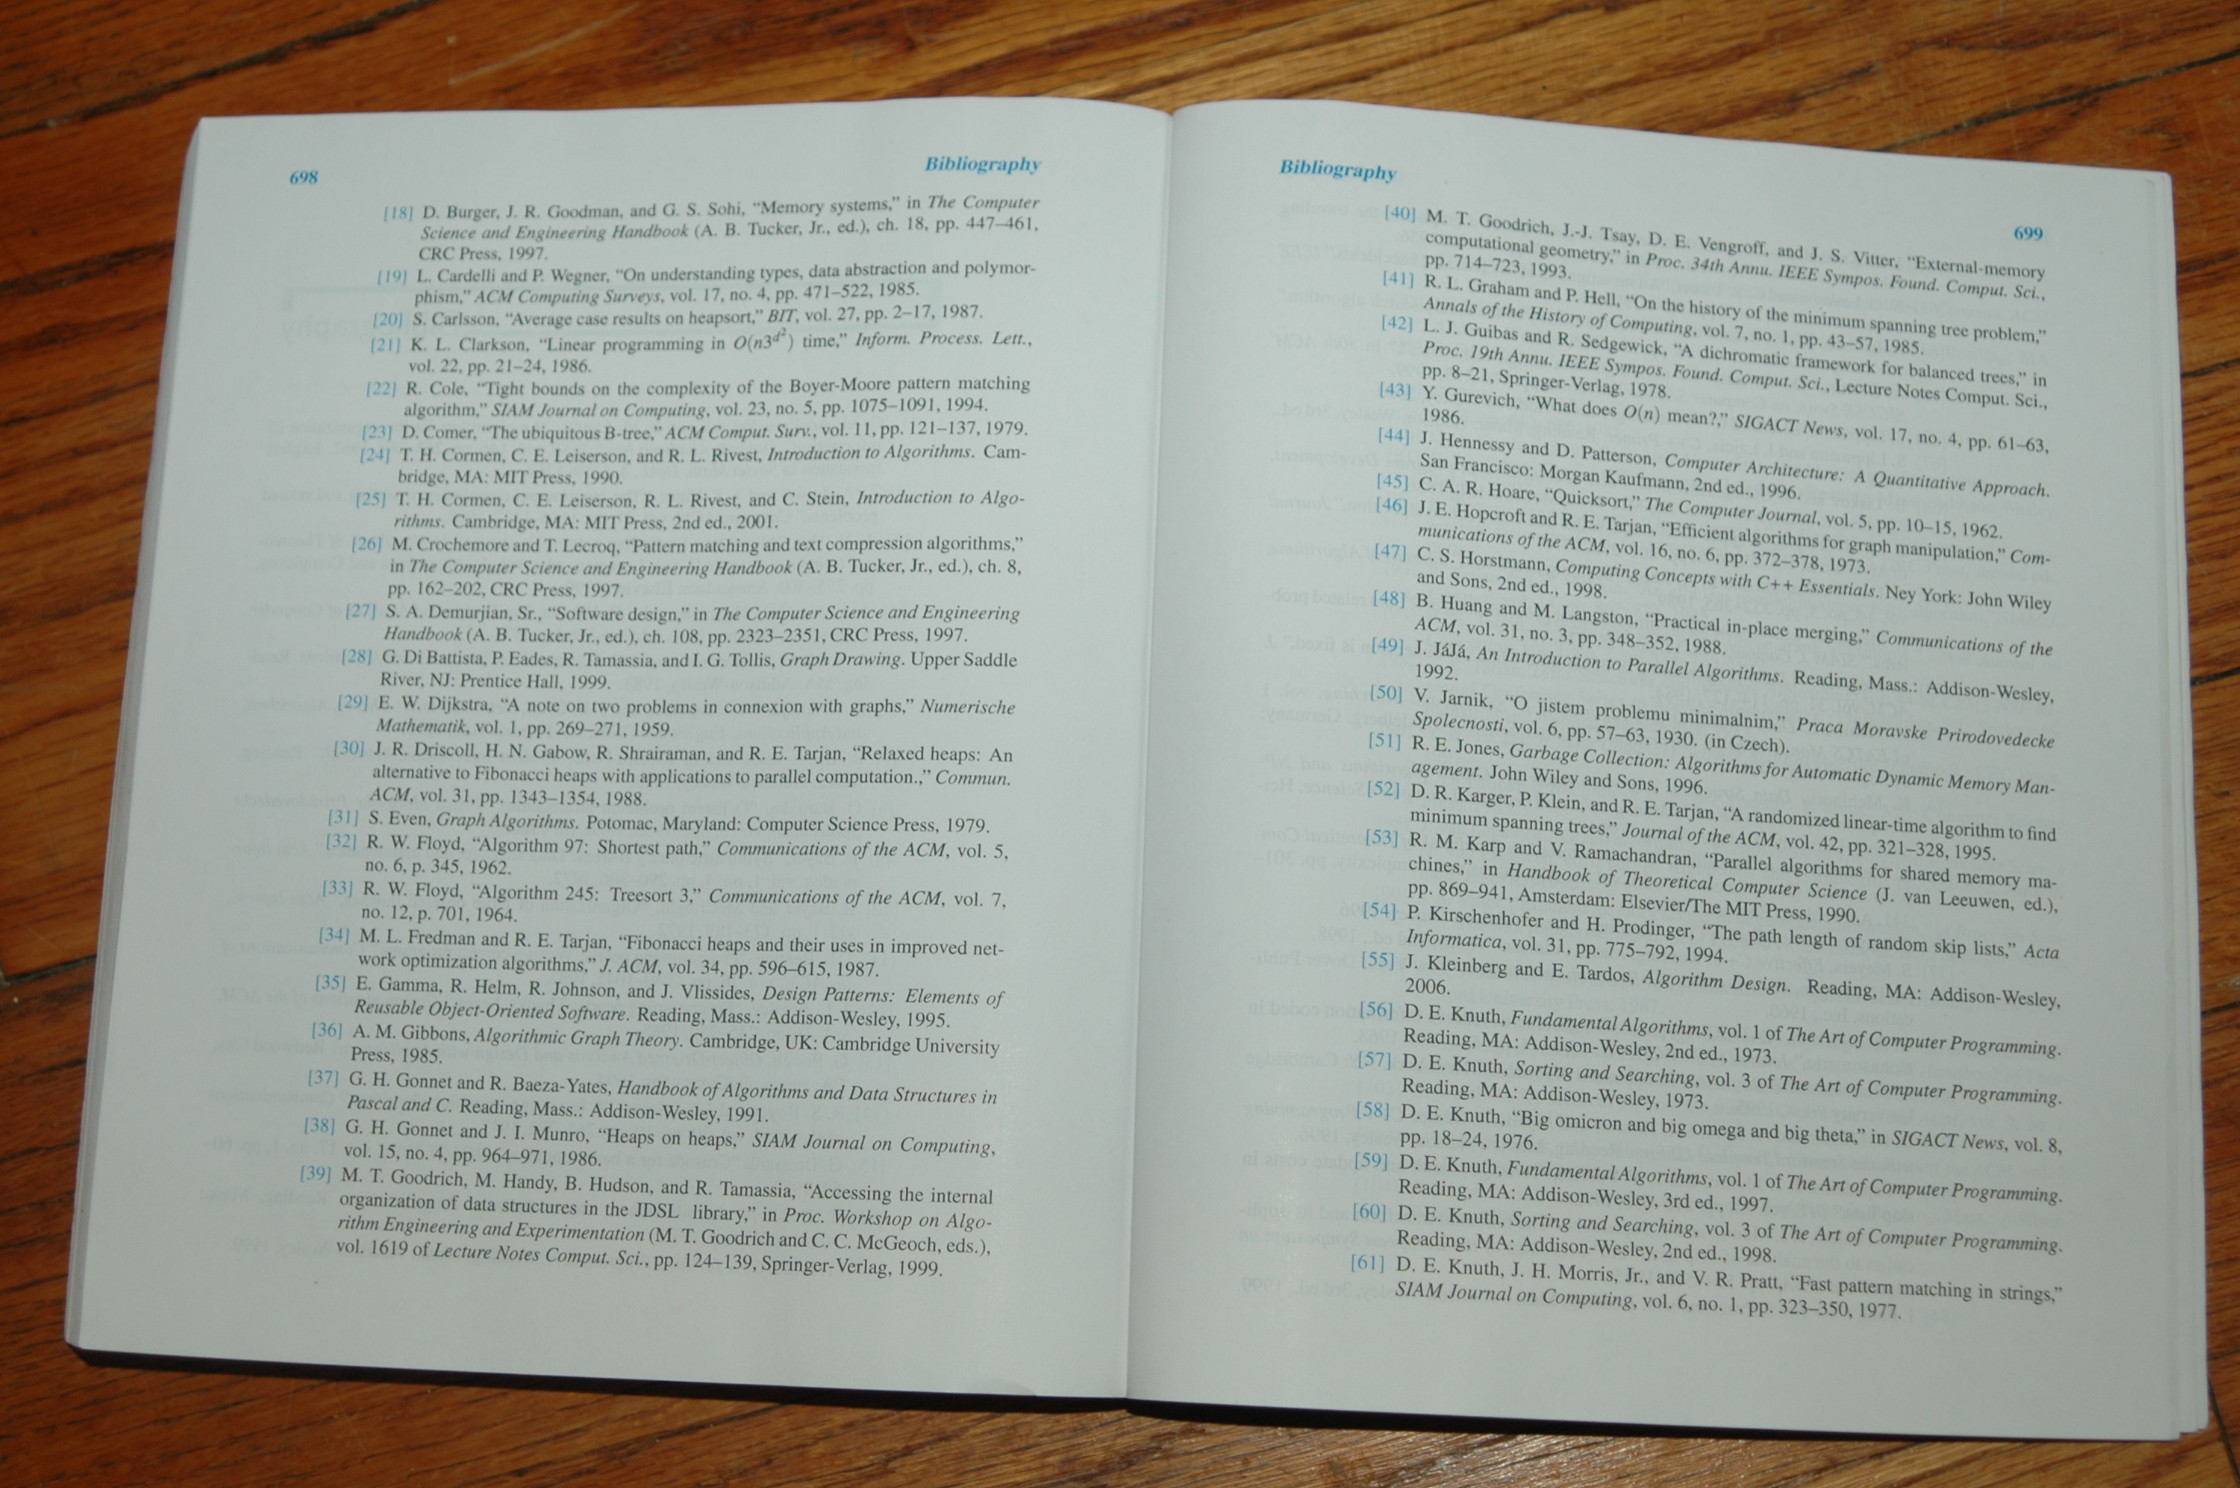 698
Bibliography
[18] D. Burger, J. R. Goodman, and G. S. Sohi, “Memory systems,” in The Computer
Science and Engineering Handbook (A. B. Tucker, Jr., ed.), ch. 18, pp. 447–461,
CRC Press, 1997.
[19] L. Cardelli and P. Wegner, “On understanding types, data abstraction and polymor-
phism,” ACM Computing Surveys, vol. 17, no. 4, pp. 471–522, 1985.
[20] S. Carlsson, “Average case results on heapsort,” BIT, vol. 27, pp. 2–17, 1987.
[21] K. L. Clarkson, “Linear programming in O(n3^{d^2}) time,” Inform. Process. Lett.,
vol. 22, pp. 21–24, 1986.
[22] R. Cole, “Tight bounds on the complexity of the Boyer-Moore pattern matching
algorithm,” SIAM Journal on Computing, vol. 23, no. 5, pp. 1075–1091, 1994.
[23] D. Comer, “The ubiquitous B-tree,” ACM Comput. Surv., vol. 11, pp. 121–137, 1979.
[24] T. H. Cormen, C. E. Leiserson, and R. L. Rivest, Introduction to Algorithms. Cam-
bridge, MA: MIT Press, 1990.
[25] T. H. Cormen, C. E. Leiserson, R. L. Rivest, and C. Stein, Introduction to Algo-
rithms. Cambridge, MA: MIT Press, 2nd ed., 2001.
[26] M. Crochemore and T. Lecroq, “Pattern matching and text compression algorithms,”
in The Computer Science and Engineering Handbook (A. B. Tucker, Jr., ed.), ch. 8,
pp. 162–202, CRC Press, 1997.
[27] S. A. Demurjian, Sr., “Software design,” in The Computer Science and Engineering
Handbook (A. B. Tucker, Jr., ed.), ch. 108, pp. 2323–2351, CRC Press, 1997.
[28] G. Di Battista, P. Eades, R. Tamassia, and I. G. Tollis, Graph Drawing. Upper Saddle
River, NJ: Prentice Hall, 1999.
[29] E. W. Dijkstra, “A note on two problems in connexion with graphs,” Numerische
Mathematik, vol. 1, pp. 269–271, 1959.
[30] J. R. Driscoll, H. N. Gabow, R. Shrairaman, and R. E. Tarjan, “Relaxed heaps: An
alternative to Fibonacci heaps with applications to parallel computation.,” Commun.
ACM, vol. 31, pp. 1343–1354, 1988.
[31] S. Even, Graph Algorithms. Potomac, Maryland: Computer Science Press, 1979.
[32] R. W. Floyd, “Algorithm 97: Shortest path,” Communications of the ACM, vol. 5,
no. 6, p. 345, 1962.
[33] R. W. Floyd, “Algorithm 245: Treesort 3,” Communications of the ACM, vol. 7,
no. 12, p. 701, 1964.
[34] M. L. Fredman and R. E. Tarjan, “Fibonacci heaps and their uses in improved net-
work optimization algorithms,” J. ACM, vol. 34, pp. 596–615, 1987.
[35] E. Gamma, R. Helm, R. Johnson, and J. Vlissides, Design Patterns: Elements of
Reusable Object-Oriented Software. Reading, Mass.: Addison-Wesley, 1995.
[36] A. M. Gibbons, Algorithmic Graph Theory. Cambridge, UK: Cambridge University
Press, 1985.
[37] G. H. Gonnet and R. Baeza-Yates, Handbook of Algorithms and Data Structures in
Pascal and C. Reading, Mass.: Addison-Wesley, 1991.
[38] G. H. Gonnet and J. I. Munro, “Heaps on heaps,” SIAM Journal on Computing,
vol. 15, no. 4, pp. 964–971, 1986.
[39] M. T. Goodrich, M. Handy, B. Hudson, and R. Tamassia, “Accessing the internal
organization of data structures in the JDSL library,” in Proc. Workshop on Algo-
rithm Engineering and Experimentation (M. T. Goodrich and C. C. McGeoch, eds.),
vol. 1619 of Lecture Notes Comput. Sci., pp. 124–139, Springer-Verlag, 1999.
Bibliography
699
[40] M. T. Goodrich, J.-J. Tsay, D. E. Vengroff, and J. S. Vitter, “External-memory
computational geometry,” in Proc. 34th Annu. IEEE Sympos. Found. Comput. Sci.,
pp. 714–723, 1993.
[41] R. L. Graham and P. Hell, “On the history of the minimum spanning tree problem,”
Annals of the History of Computing, vol. 7, no. 1, pp. 43–57, 1985.
[42] L. J. Guibas and R. Sedgewick, “A dichromatic framework for balanced trees,” in
Proc. 19th Annu. IEEE Sympos. Found. Comput. Sci., Lecture Notes Comput. Sci.,
pp. 8–21, Springer-Verlag, 1978.
[43] Y. Gurevich, “What does O(n) mean?,” SIGACT News, vol. 17, no. 4, pp. 61–63,
1986.
[44] J. Hennessy and D. Patterson, Computer Architecture: A Quantitative Approach.
San Francisco: Morgan Kaufmann, 2nd ed., 1996.
[45] C. A. R. Hoare, “Quicksort,” The Computer Journal, vol. 5, pp. 10–15, 1962.
[46] J. E. Hopcroft and R. E. Tarjan, “Efficient algorithms for graph manipulation,” Com-
munications of the ACM, vol. 16, no. 6, pp. 372–378, 1973.
[47] C. S. Horstmann, Computing Concepts with C++ Essentials. Ney York: John Wiley
and Sons, 2nd ed., 1998.
[48] B. Huang and M. Langston, “Practical in-place merging,” Communications of the
ACM, vol. 31, no. 3, pp. 348–352, 1988.
[49] J. JáJá, An Introduction to Parallel Algorithms. Reading, Mass.: Addison-Wesley,
1992.
[50] V. Jarnik, “O jistem problemu minimalnim,” Praca Moravske Prirodovedecke
Spolecnosti, vol. 6, pp. 57–63, 1930. (in Czech).
[51] R. E. Jones, Garbage Collection: Algorithms for Automatic Dynamic Memory Man-
agement. John Wiley and Sons, 1996.
[52] D. R. Karger, P. Klein, and R. E. Tarjan, “A randomized linear-time algorithm to find
minimum spanning trees,” Journal of the ACM, vol. 42, pp. 321–328, 1995.
[53] R. M. Karp and V. Ramachandran, “Parallel algorithms for shared memory ma-
chines,” in Handbook of Theoretical Computer Science (J. van Leeuwen, ed.),
pp. 869–941, Amsterdam: Elsevier/The MIT Press, 1990.
[54] P. Kirschenhofer and H. Prodinger, “The path length of random skip lists,” Acta
Informatica, vol. 31, pp. 775–792, 1994.
[55] J. Kleinberg and E. Tardos, Algorithm Design. Reading, MA: Addison-Wesley,
2006.
[56] D. E. Knuth, Fundamental Algorithms, vol. 1 of The Art of Computer Programming.
Reading, MA: Addison-Wesley, 2nd ed., 1973.
[57] D. E. Knuth, Sorting and Searching, vol. 3 of The Art of Computer Programming.
Reading, MA: Addison-Wesley, 1973.
[58] D. E. Knuth, “Big omicron and big omega and big theta,” in SIGACT News, vol. 8,
pp. 18–24, 1976.
[59] D. E. Knuth, Fundamental Algorithms, vol. 1 of The Art of Computer Programming.
Reading, MA: Addison-Wesley, 3rd ed., 1997.
[60] D. E. Knuth, Sorting and Searching, vol. 3 of The Art of Computer Programming.
Reading, MA: Addison-Wesley, 2nd ed., 1998.
[61] D. E. Knuth, J. H. Morris, Jr., and V. R. Pratt, “Fast pattern matching in strings,”
SIAM Journal on Computing, vol. 6, no. 1, pp. 323–350, 1977.